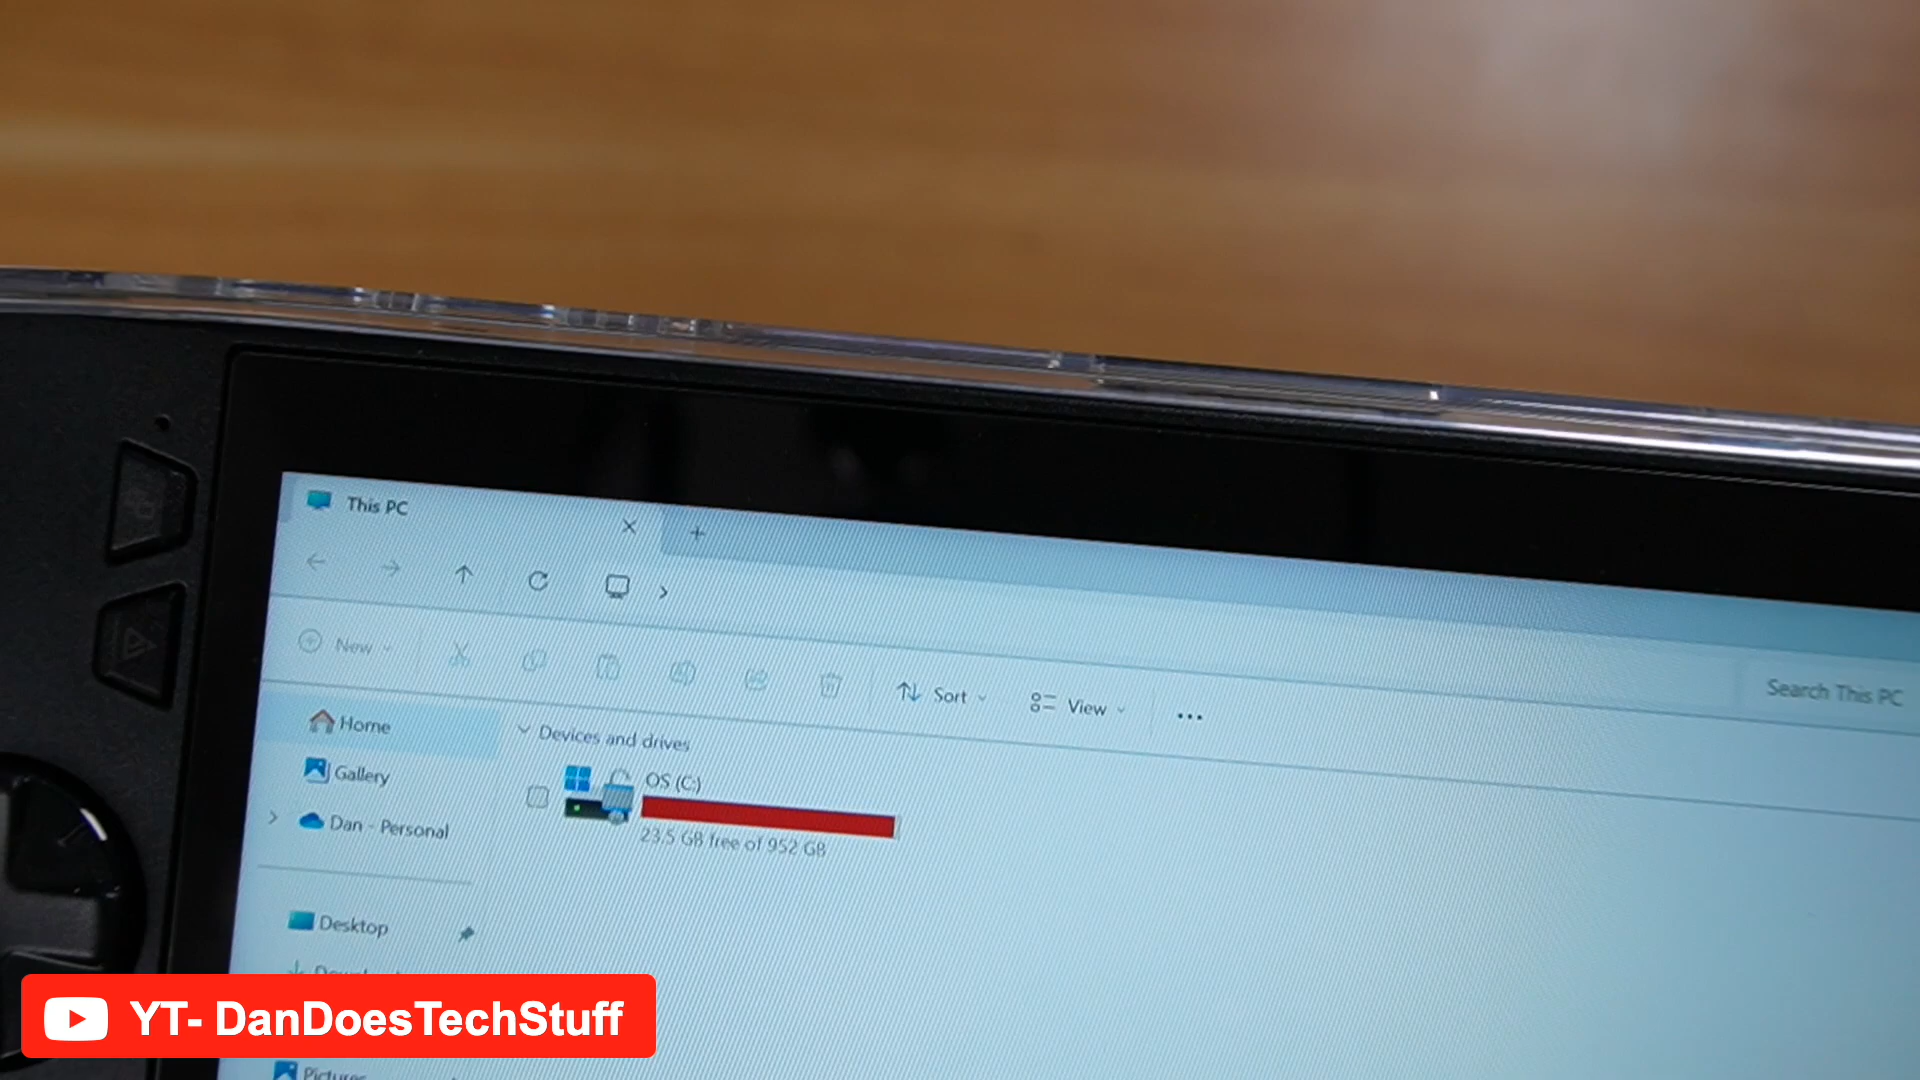 This PC
New
Sort
View
Search This PC
Home
Gallery
Dan - Personal
Devices and drives
OS (C:)
23.5 GB free of 952 GB
Desktop
Pictures
YT- DanDoesTechStuff